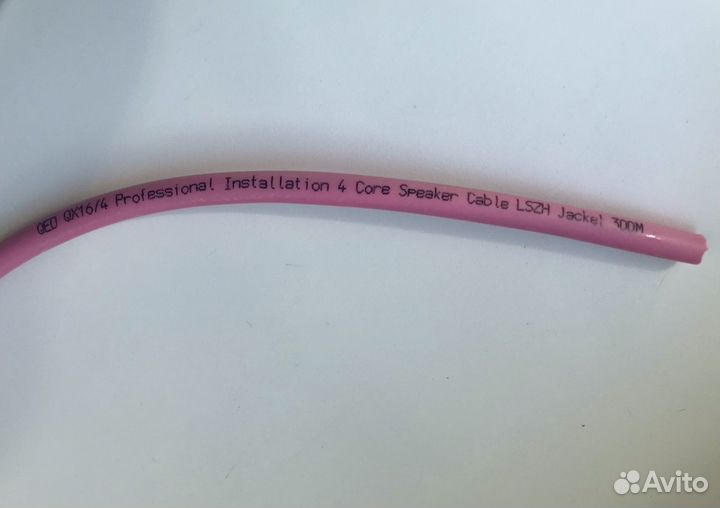 QED QX16/4 Professional Installation 4 Core Speaker Cable LSZH Jacket 300M
Avito